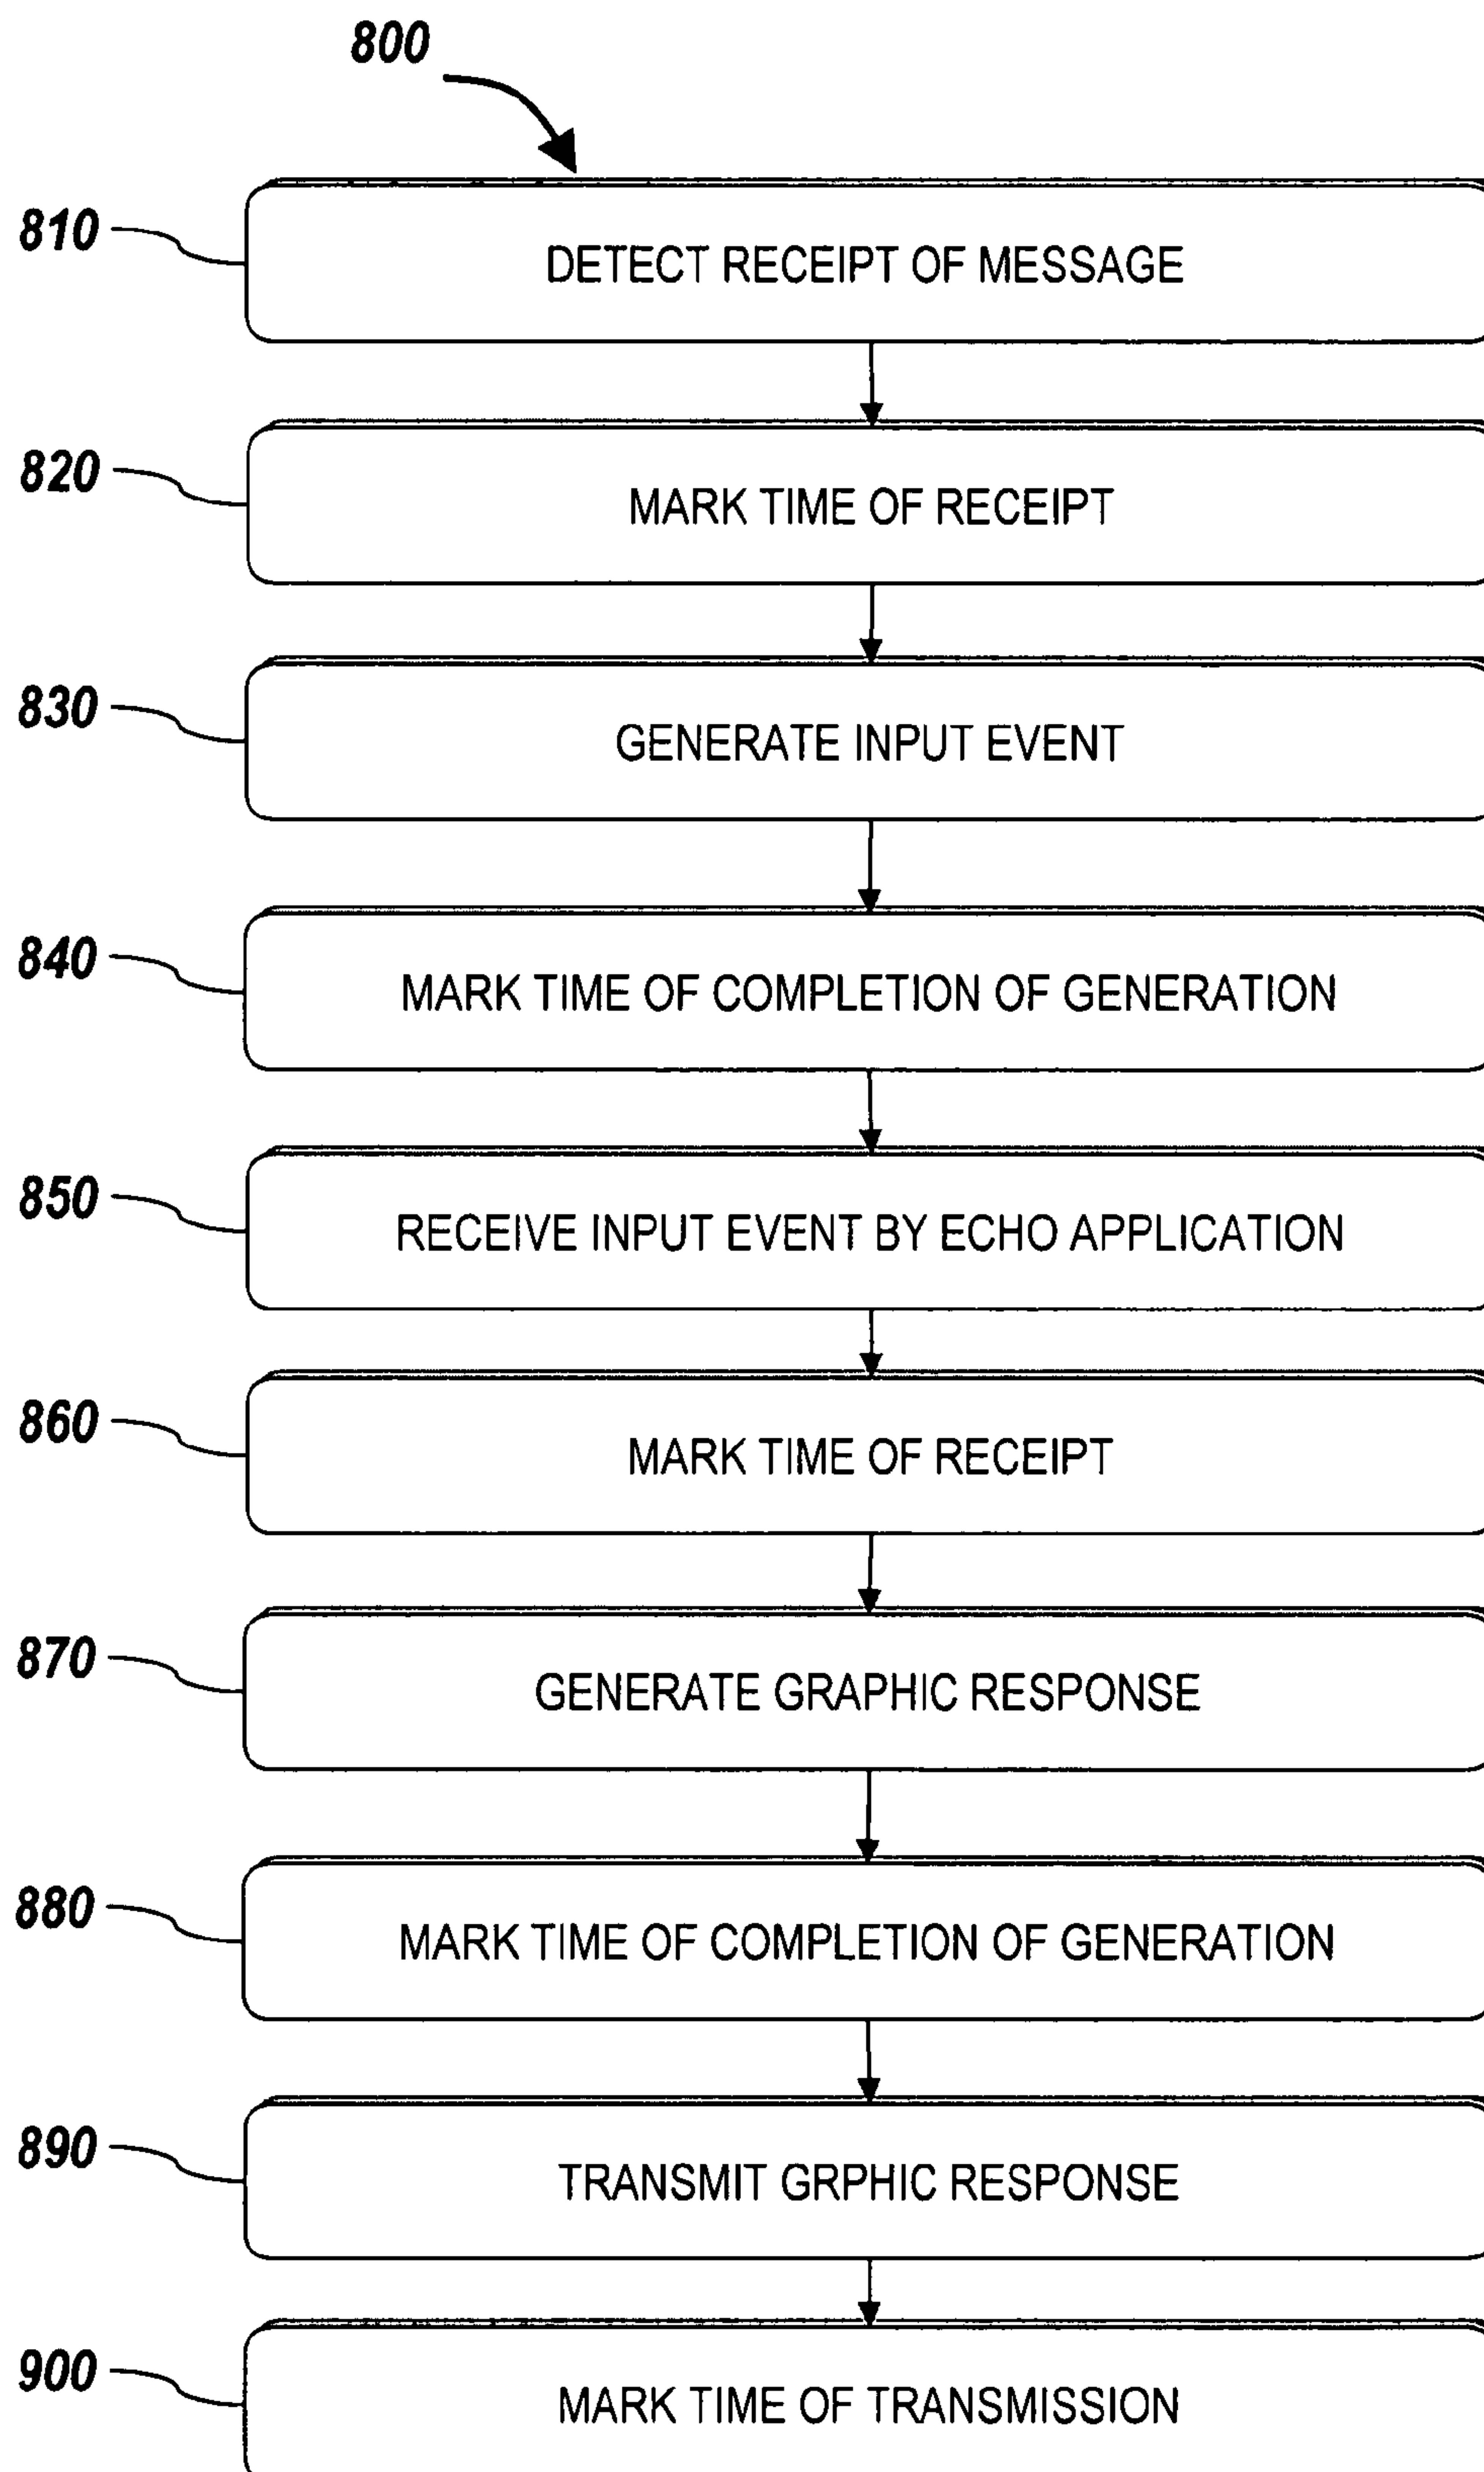 800
810 DETECT RECEIPT OF MESSAGE
820 MARK TIME OF RECEIPT
830 GENERATE INPUT EVENT
840 MARK TIME OF COMPLETION OF GENERATION
850 RECEIVE INPUT EVENT BY ECHO APPLICATION
860 MARK TIME OF RECEIPT
870 GENERATE GRAPHIC RESPONSE
880 MARK TIME OF COMPLETION OF GENERATION
890 TRANSMIT GRPHIC RESPONSE
900 MARK TIME OF TRANSMISSION